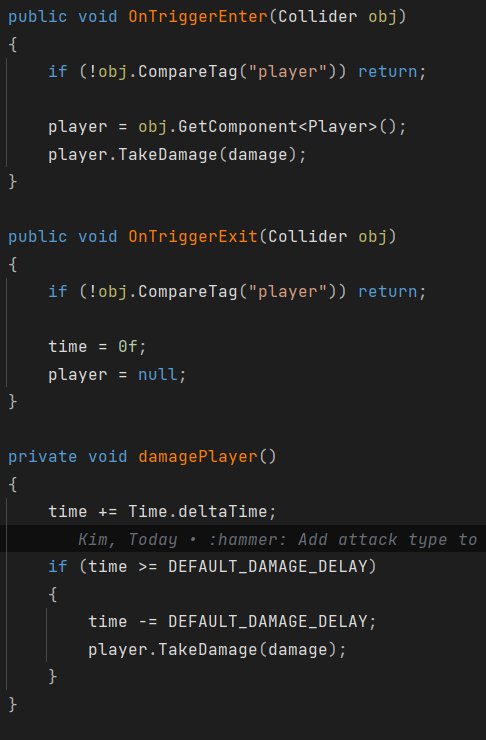 public void OnTriggerEnter(Collider obj)
{
    if (!obj.CompareTag("player")) return;

    player = obj.GetComponent<Player>();
    player.TakeDamage(damage);
}

public void OnTriggerExit(Collider obj)
{
    if (!obj.CompareTag("player")) return;

    time = 0f;
    player = null;
}

private void damagePlayer()
{
    time += Time.deltaTime;
       Kim, Today • :hammer: Add attack type to
    if (time >= DEFAULT_DAMAGE_DELAY)
    {
        time -= DEFAULT_DAMAGE_DELAY;
        player.TakeDamage(damage);
    }
}